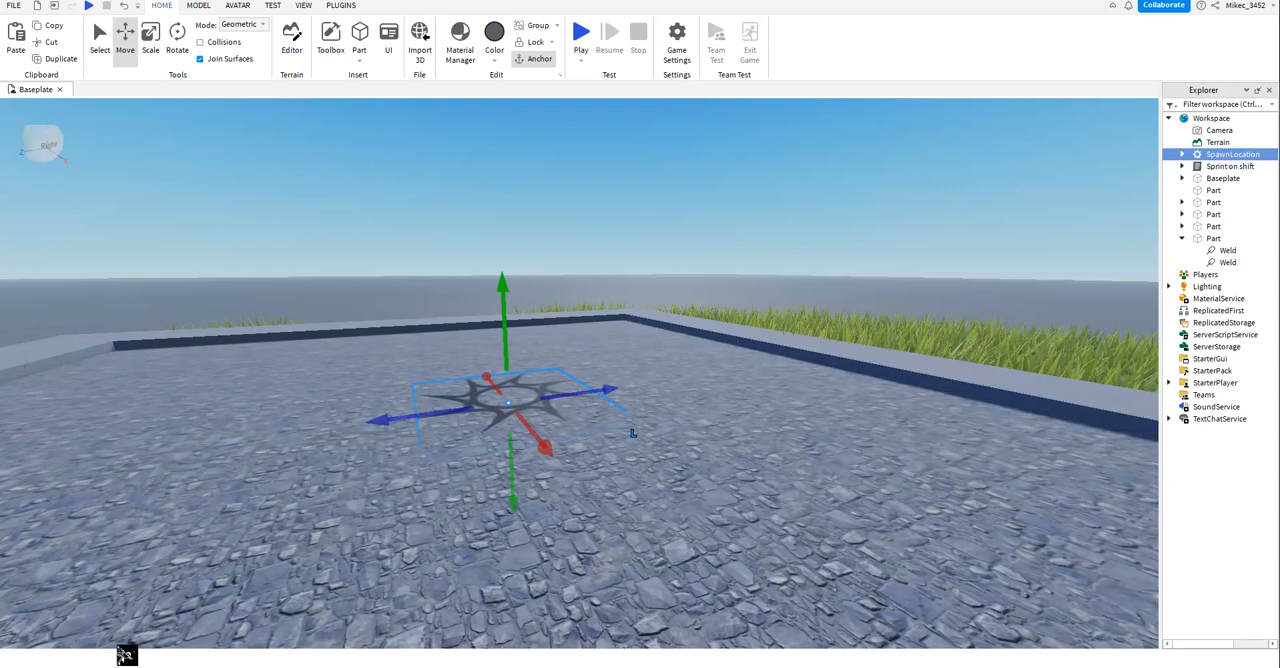 FILE HOME MODEL AVATAR TEST VIEW PLUGINS Collaborate Mikec_3452
Paste Copy Cut Duplicate Clipboard
Select Move Scale Rotate Mode: Geometric Collisions Join Surfaces Tools
Editor Terrain
Toolbox Part UI Insert
Import 3D File
Material Manager Color Group Lock Anchor Edit
Play Resume Stop Test
Game Settings Settings
Team Test Exit Game Team Test
Baseplate
Right
Z
X
Explorer
Filter workspace (Ctrl...
Workspace
Camera
Terrain
SpawnLocation
Sprint on shift
Baseplate
Part
Part
Part
Part
Part
Weld
Weld
Players
Lighting
MaterialService
ReplicatedFirst
ReplicatedStorage
ServerScriptService
ServerStorage
StarterGui
StarterPack
StarterPlayer
Teams
SoundService
TextChatService
L